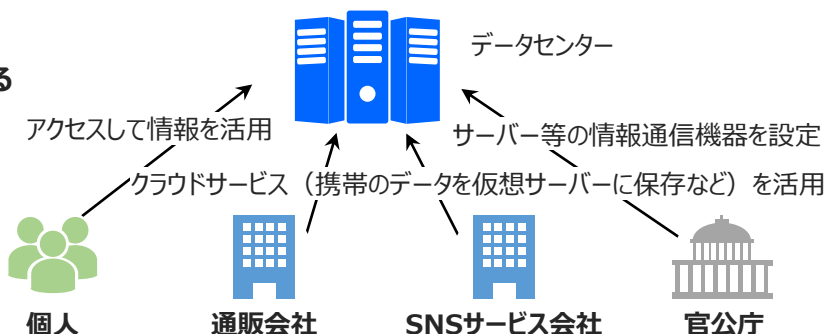 データセンター
る
アクセスして情報を活用
サーバー等の情報通信機器を設定
クラウドサービス（携帯のデータを仮想サーバーに保存など）を活用
個人
通販会社
SNSサービス会社
官公庁